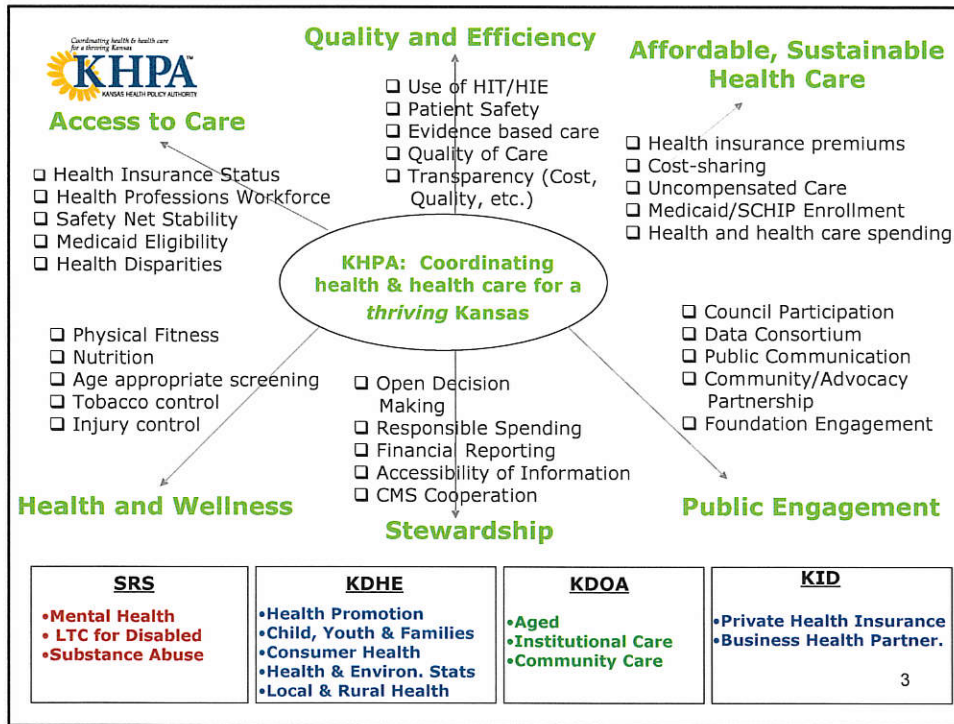 Coordinating health & health care
for a thriving Kansas
KHPA™
KANSAS HEALTH POLICY AUTHORITY
Quality and Efficiency
❑ Use of HIT/HIE
❑ Patient Safety
❑ Evidence based care
❑ Quality of Care
❑ Transparency (Cost,
Quality, etc.)
Affordable, Sustainable
Health Care
❑ Health insurance premiums
❑ Cost-sharing
❑ Uncompensated Care
❑ Medicaid/SCHIP Enrollment
❑ Health and health care spending
Access to Care
❑ Health Insurance Status
❑ Health Professions Workforce
❑ Safety Net Stability
❑ Medicaid Eligibility
❑ Health Disparities
KHPA: Coordinating
health & health care for a
thriving Kansas
❑ Physical Fitness
❑ Nutrition
❑ Age appropriate screening
❑ Tobacco control
❑ Injury control
Health and Wellness
❑ Open Decision
Making
❑ Responsible Spending
❑ Financial Reporting
❑ Accessibility of Information
❑ CMS Cooperation
Stewardship
❑ Council Participation
❑ Data Consortium
❑ Public Communication
❑ Community/Advocacy
Partnership
❑ Foundation Engagement
Public Engagement
SRS
•Mental Health
• LTC for Disabled
•Substance Abuse
KDHE
•Health Promotion
•Child, Youth & Families
•Consumer Health
•Health & Environ. Stats
•Local & Rural Health
KDOA
•Aged
•Institutional Care
•Community Care
KID
•Private Health Insurance
•Business Health Partner.
3